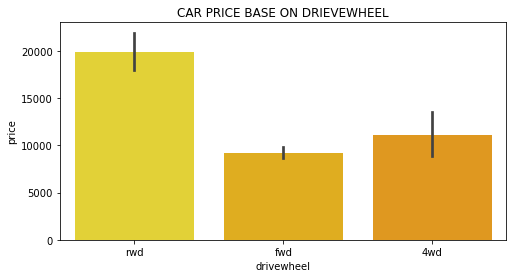 CAR PRICE BASE ON DRIEVEWHEEL
price
20000
15000
10000
5000
0
rwd fwd 4wd
drivewheel